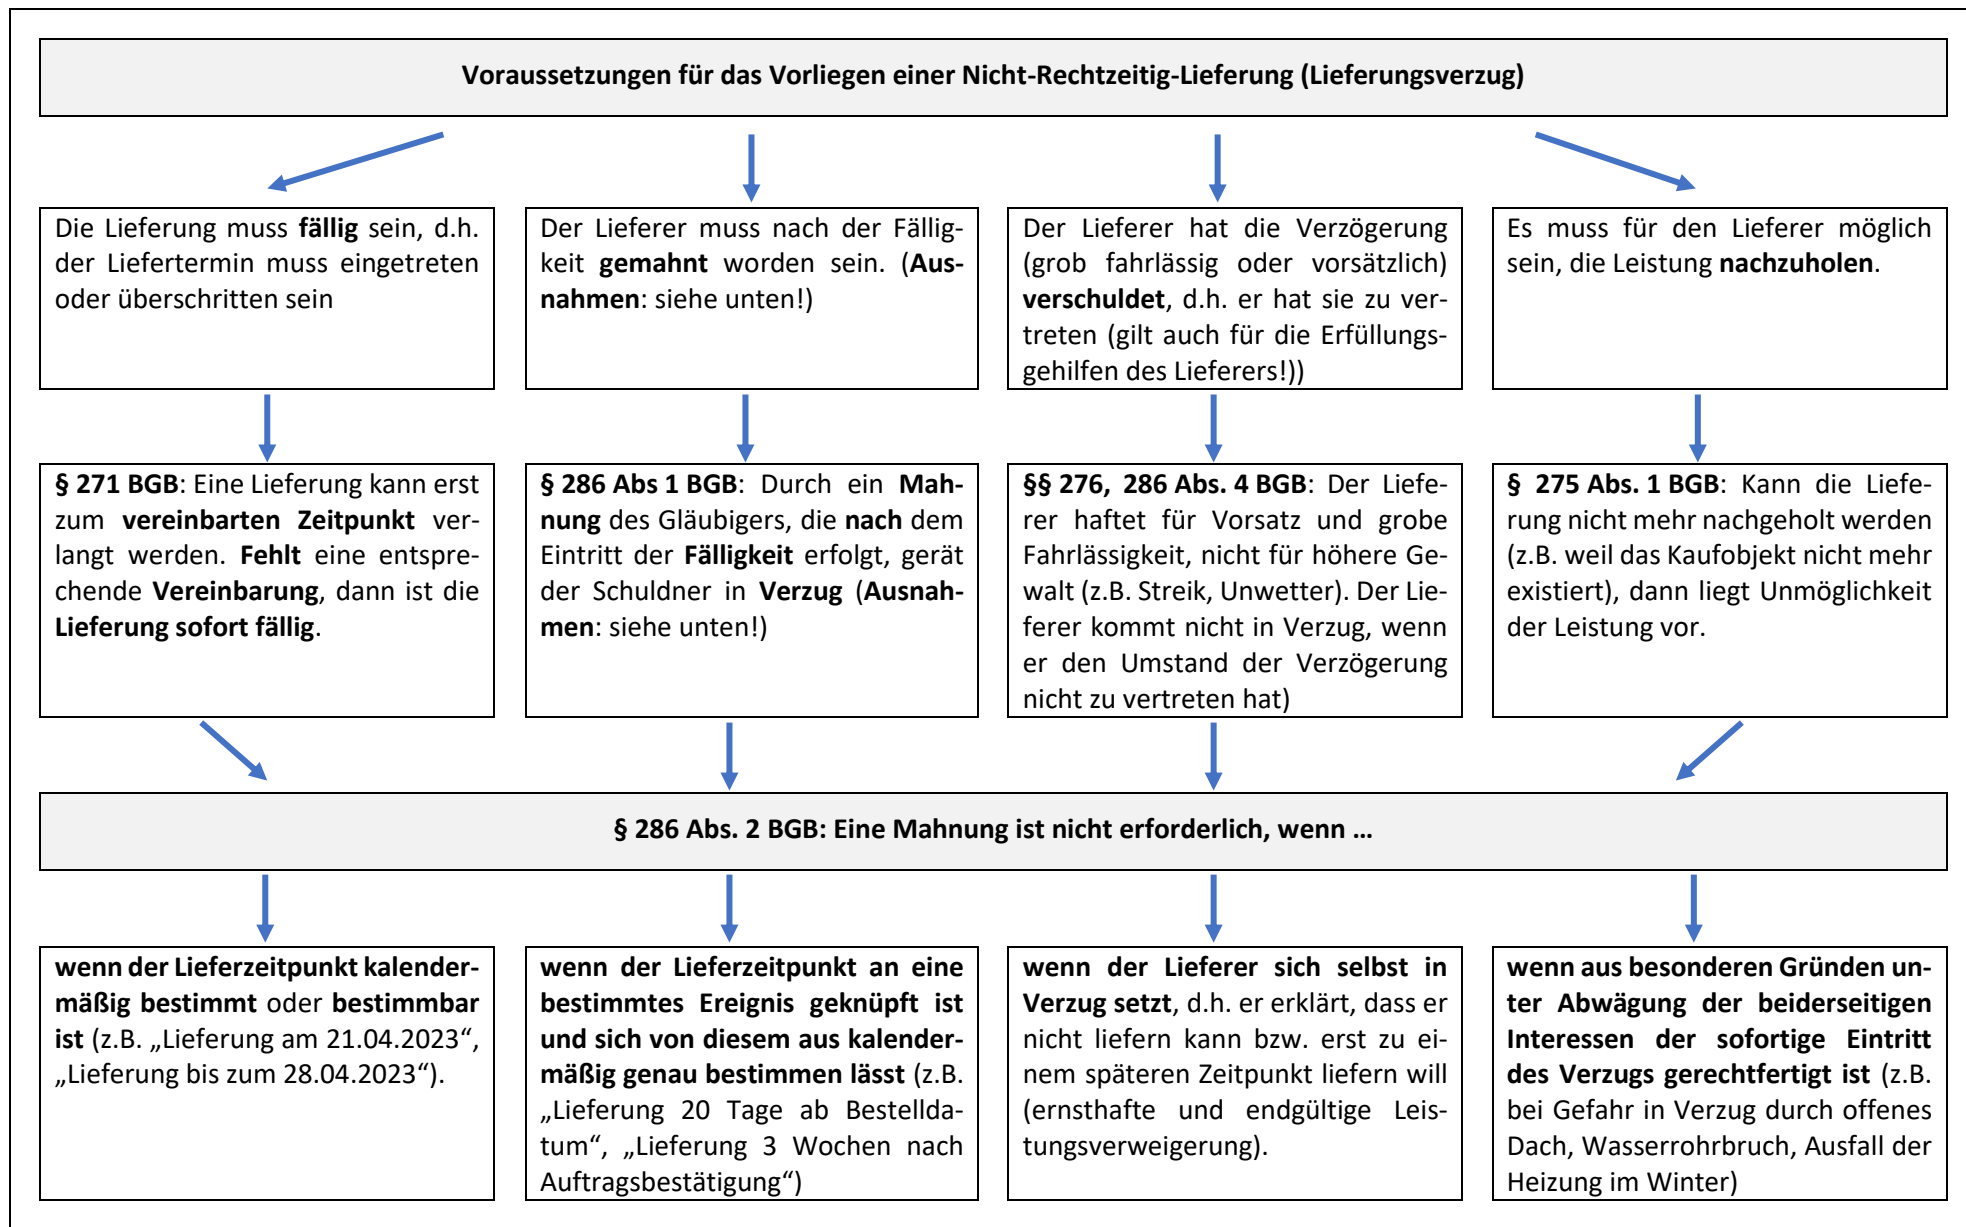 Voraussetzungen für das Vorliegen einer Nicht-Rechtzeitig-Lieferung (Lieferungsverzug)
Die Lieferung muss fällig sein, d.h.
der Liefertermin muss eingetreten
oder überschritten sein
Der Lieferer muss nach der Fällig-
keit gemahnt worden sein. (Aus-
nahmen: siehe unten!)
Der Lieferer hat die Verzögerung
(grob fahrlässig oder vorsätzlich)
verschuldet, d.h. er hat sie zu ver-
treten (gilt auch für die Erfüllungs-
gehilfen des Lieferers!))
Es muss für den Lieferer möglich
sein, die Leistung nachzuholen.
§ 271 BGB: Eine Lieferung kann erst
zum vereinbarten Zeitpunkt ver-
langt werden. Fehlt eine entspre-
chende Vereinbarung, dann ist die
Lieferung sofort fällig.
§ 286 Abs 1 BGB: Durch ein Mah-
nung des Gläubigers, die nach dem
Eintritt der Fälligkeit erfolgt, gerät
der Schuldner in Verzug (Ausnah-
men: siehe unten!)
§§ 276, 286 Abs. 4 BGB: Der Liefe-
rer haftet für Vorsatz und grobe
Fahrlässigkeit, nicht für höhere Ge-
walt (z.B. Streik, Unwetter). Der Lie-
ferer kommt nicht in Verzug, wenn
er den Umstand der Verzögerung
nicht zu vertreten hat)
§ 275 Abs. 1 BGB: Kann die Liefe-
rung nicht mehr nachgeholt werden
(z.B. weil das Kaufobjekt nicht mehr
existiert), dann liegt Unmöglichkeit
der Leistung vor.
§ 286 Abs. 2 BGB: Eine Mahnung ist nicht erforderlich, wenn …
wenn der Lieferzeitpunkt kalender-
mäßig bestimmt oder bestimmbar
ist (z.B. „Lieferung am 21.04.2023“,
„Lieferung bis zum 28.04.2023“).
wenn der Lieferzeitpunkt an eine
bestimmtes Ereignis geknüpft ist
und sich von diesem aus kalender-
mäßig genau bestimmen lässt (z.B.
„Lieferung 20 Tage ab Bestellda-
tum“, „Lieferung 3 Wochen nach
Auftragsbestätigung“)
wenn der Lieferer sich selbst in
Verzug setzt, d.h. er erklärt, dass er
nicht liefern kann bzw. erst zu ei-
nem späteren Zeitpunkt liefern will
(ernsthafte und endgültige Leis-
tungsverweigerung).
wenn aus besonderen Gründen un-
ter Abwägung der beiderseitigen
Interessen der sofortige Eintritt
des Verzugs gerechtfertigt ist (z.B.
bei Gefahr in Verzug durch offenes
Dach, Wasserrohrbruch, Ausfall der
Heizung im Winter)